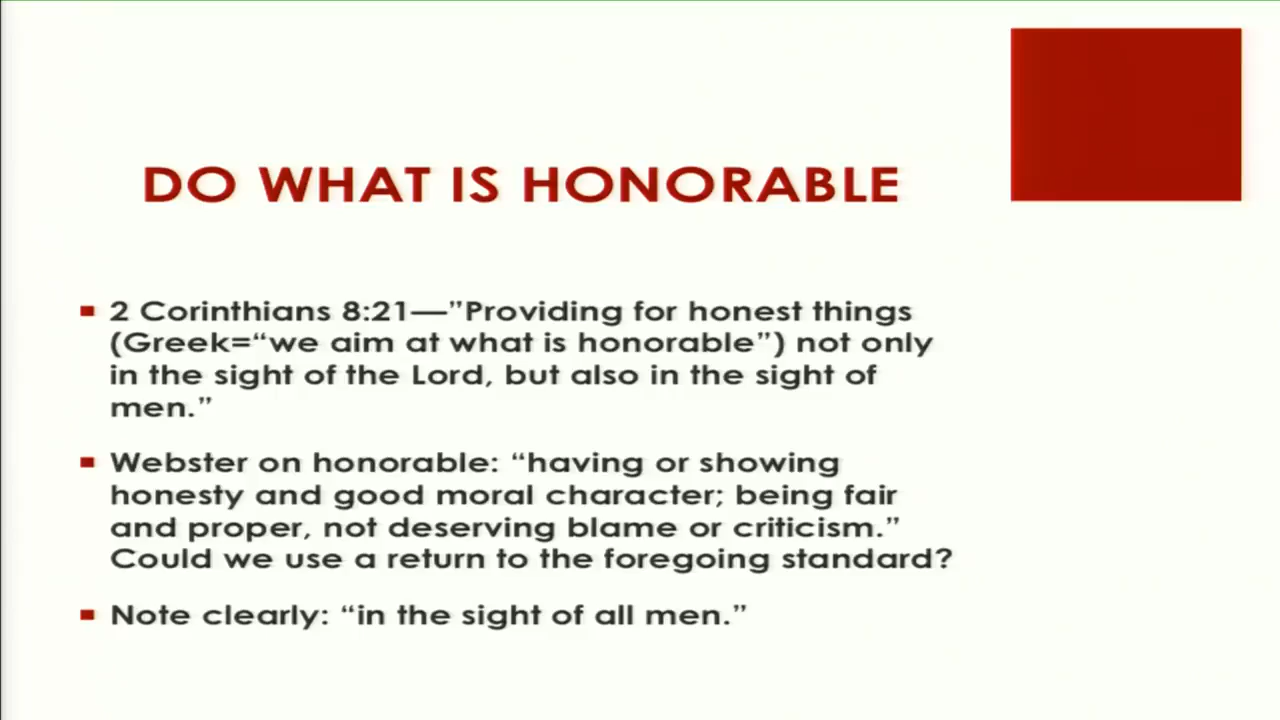 DO WHAT IS HONORABLE
2 Corinthians 8:21—”Providing for honest things
(Greek=“we aim at what is honorable”) not only
in the sight of the Lord, but also in the sight of
men.”
Webster on honorable: “having or showing
honesty and good moral character; being fair
and proper, not deserving blame or criticism.”
Could we use a return to the foregoing standard?
Note clearly: “in the sight of all men.”